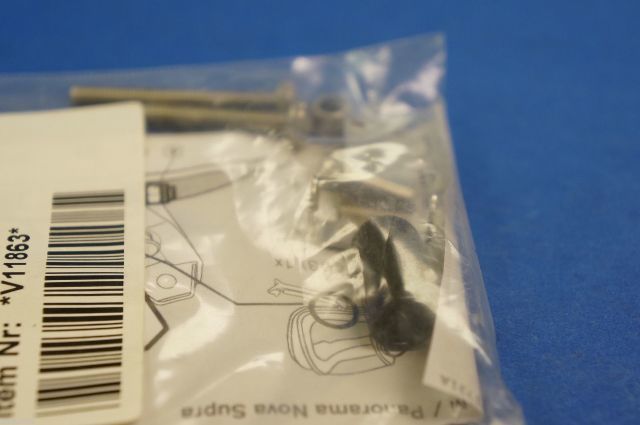 Item Nr: *V11863*
/ Panorama Nova Supra